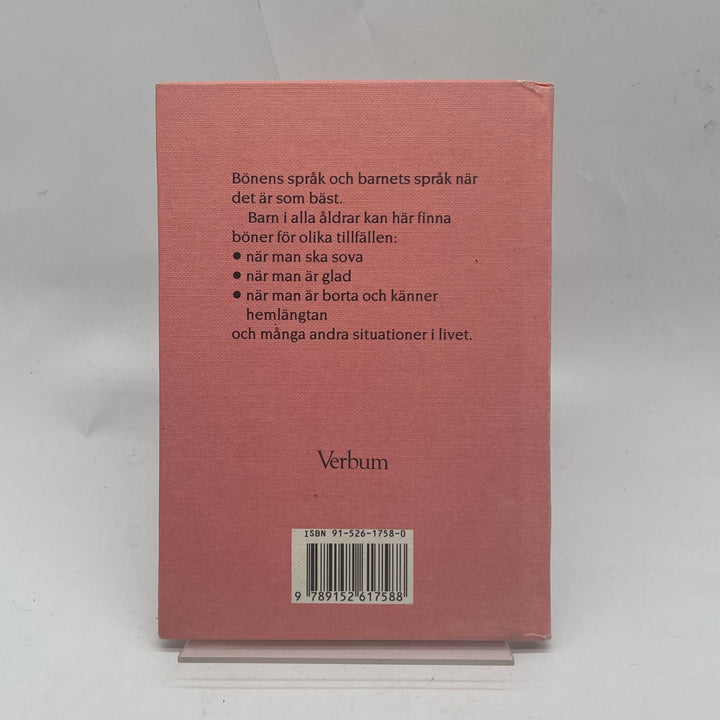 Bönens språk och barnets språk när
det är som bäst.
Barn i alla åldrar kan här finna
böner för olika tillfällen:
● när man ska sova
● när man är glad
● när man är borta och känner
hemlängtan
och många andra situationer i livet.
Verbum
ISBN 91-526-1758-0
9 789152 617588